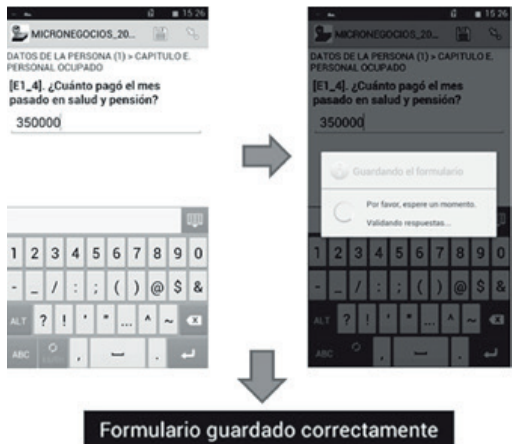 15:26
MICRONEGOCIOS_20...
DATOS DE LA PERSONA (1) > CAPITULO E.
PERSONAL OCUPADO
[E1_4]. ¿Cuánto pagó el mes
pasado en salud y pensión?
350000
1 2 3 4 5 6 7 8 9 0
- _ / : ; ( ) @ $ &
ALT ? ! ' " ... ^ ~
ABC , .
15:26
MICRONEGOCIOS_20...
DATOS DE LA PERSONA (1) > CAPITULO E.
PERSONAL OCUPADO
[E1_4]. ¿Cuánto pagó el mes
pasado en salud y pensión?
350000
Guardando el formulario
Por favor, espere un momento.
Validando respuestas...
1 2 3 4 5 6 7 8 9 0
- _ / : ; ( ) @ $ &
ALT ? ! ' " ... ^ ~
ABC , .
Formulario guardado correctamente